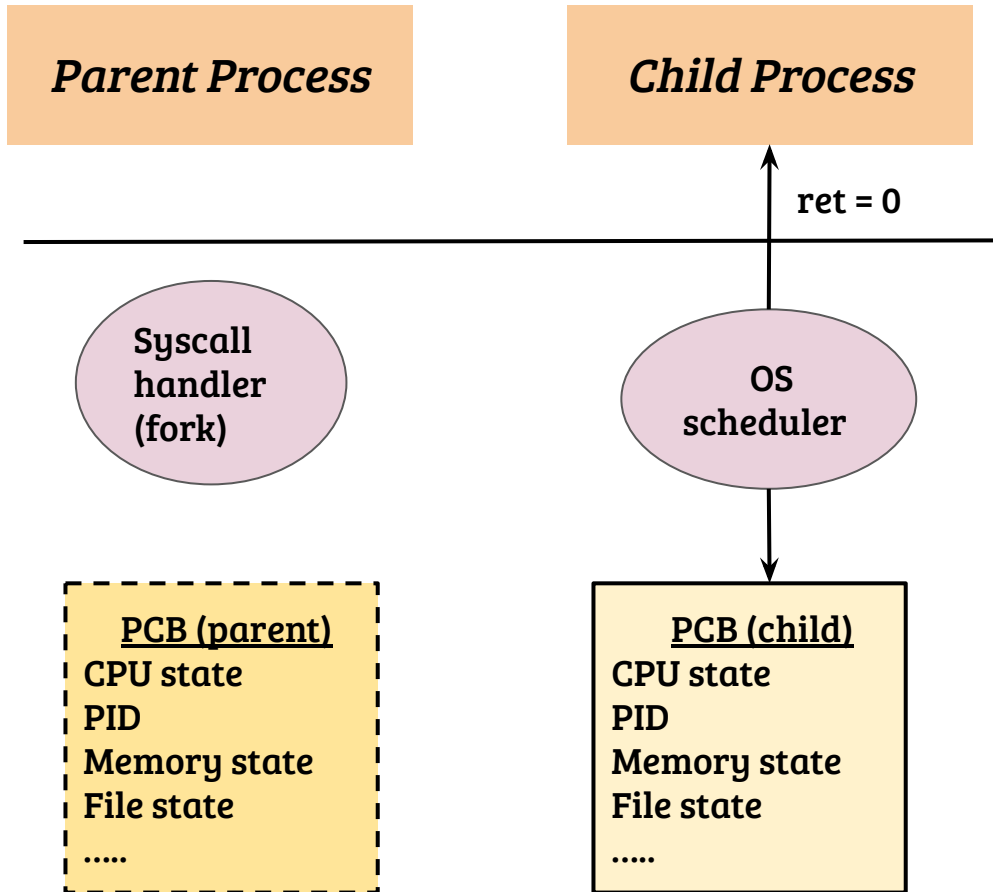 Parent Process
Child Process
ret = 0
Syscall
handler
(fork)
OS
scheduler
PCB (parent)
CPU state
PID
Memory state
File state
.....
PCB (child)
CPU state
PID
Memory state
File state
.....